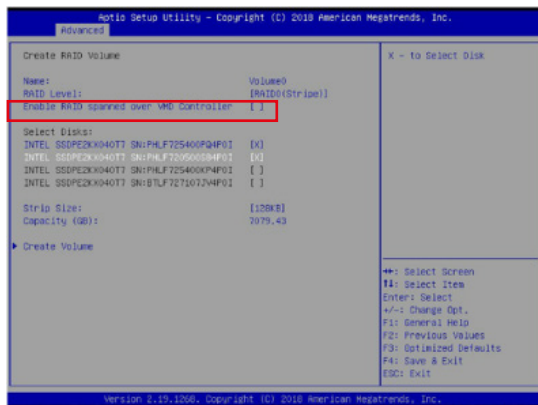 Aptio Setup Utility – Copyright (C) 2018 American Megatrends, Inc.
Advanced
Create RAID Volume
Name: Volume0
RAID Level: [RAID0(Stripe)]
Enable RAID spanned over VMD Controller [ ]
Select Disks:
INTEL SSDPE2KX040T7 SN:PHLF725400PQ4P0I [X]
INTEL SSDPE2KX040T7 [X]
INTEL SSDPE2KX040T7 SN:PHLF725400KP4P0I [ ]
INTEL SSDPE2KX040T7 SN:BTLF727107JV4P0I [ ]
Strip Size: [128KB]
Capacity (GB): 7079.43
Create Volume
X – to Select Disk
: Select Screen
: Select Item
Enter: Select
+/-: Change Opt.
F1: General Help
F2: Previous Values
F3: Optimized Defaults
F4: Save & Exit
ESC: Exit
Version 2.19.1268. Copyright (C) 2018 American Megatrends, Inc.